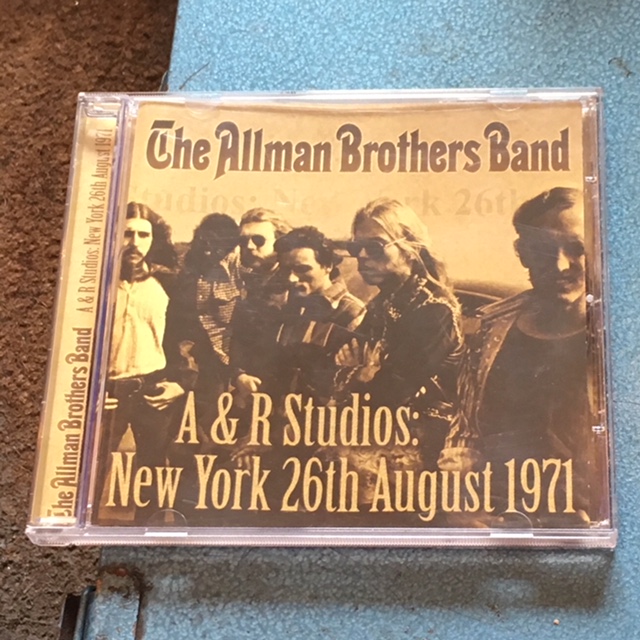 The Allman Brothers Band
A & R Studios:
New York 26th August 1971
The Allman Brothers Band A & R Studios: New York 26th August 1971